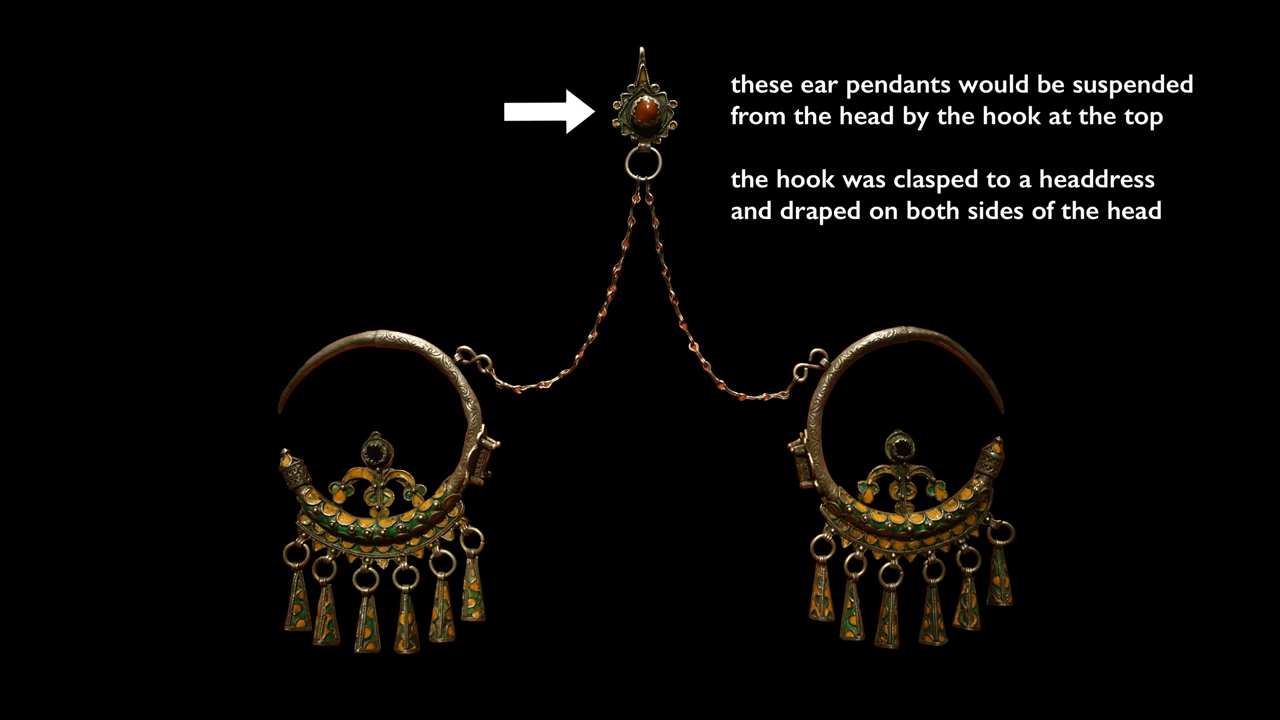 these ear pendants would be suspended
from the head by the hook at the top
the hook was clasped to a headdress
and draped on both sides of the head